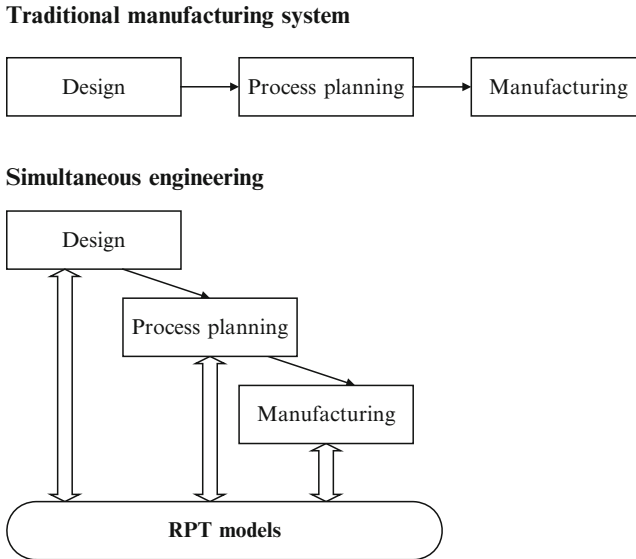 Traditional manufacturing system
Design
Process planning
Manufacturing
Simultaneous engineering
Design
Process planning
Manufacturing
RPT models